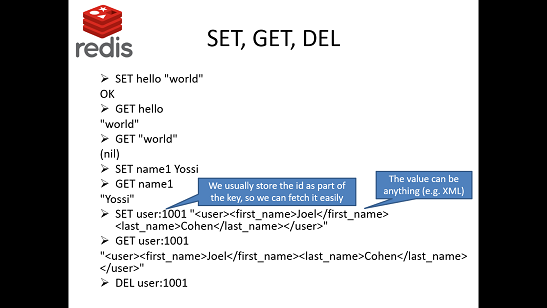 redis
SET, GET, DEL
➢ SET hello "world"
OK
➢ GET hello
"world"
➢ GET "world"
(nil)
➢ SET name1 Yossi
➢ GET name1
"Yossi"
We usually store the id as part of
the key, so we can fetch it easily
The value can be
anything (e.g. XML)
➢ SET user:1001 "<user><first_name>Joel</first_name>
<last_name>Cohen</last_name></user>"
➢ GET user:1001
"<user><first_name>Joel</first_name><last_name>Cohen</last_name>
</user>"
➢ DEL user:1001